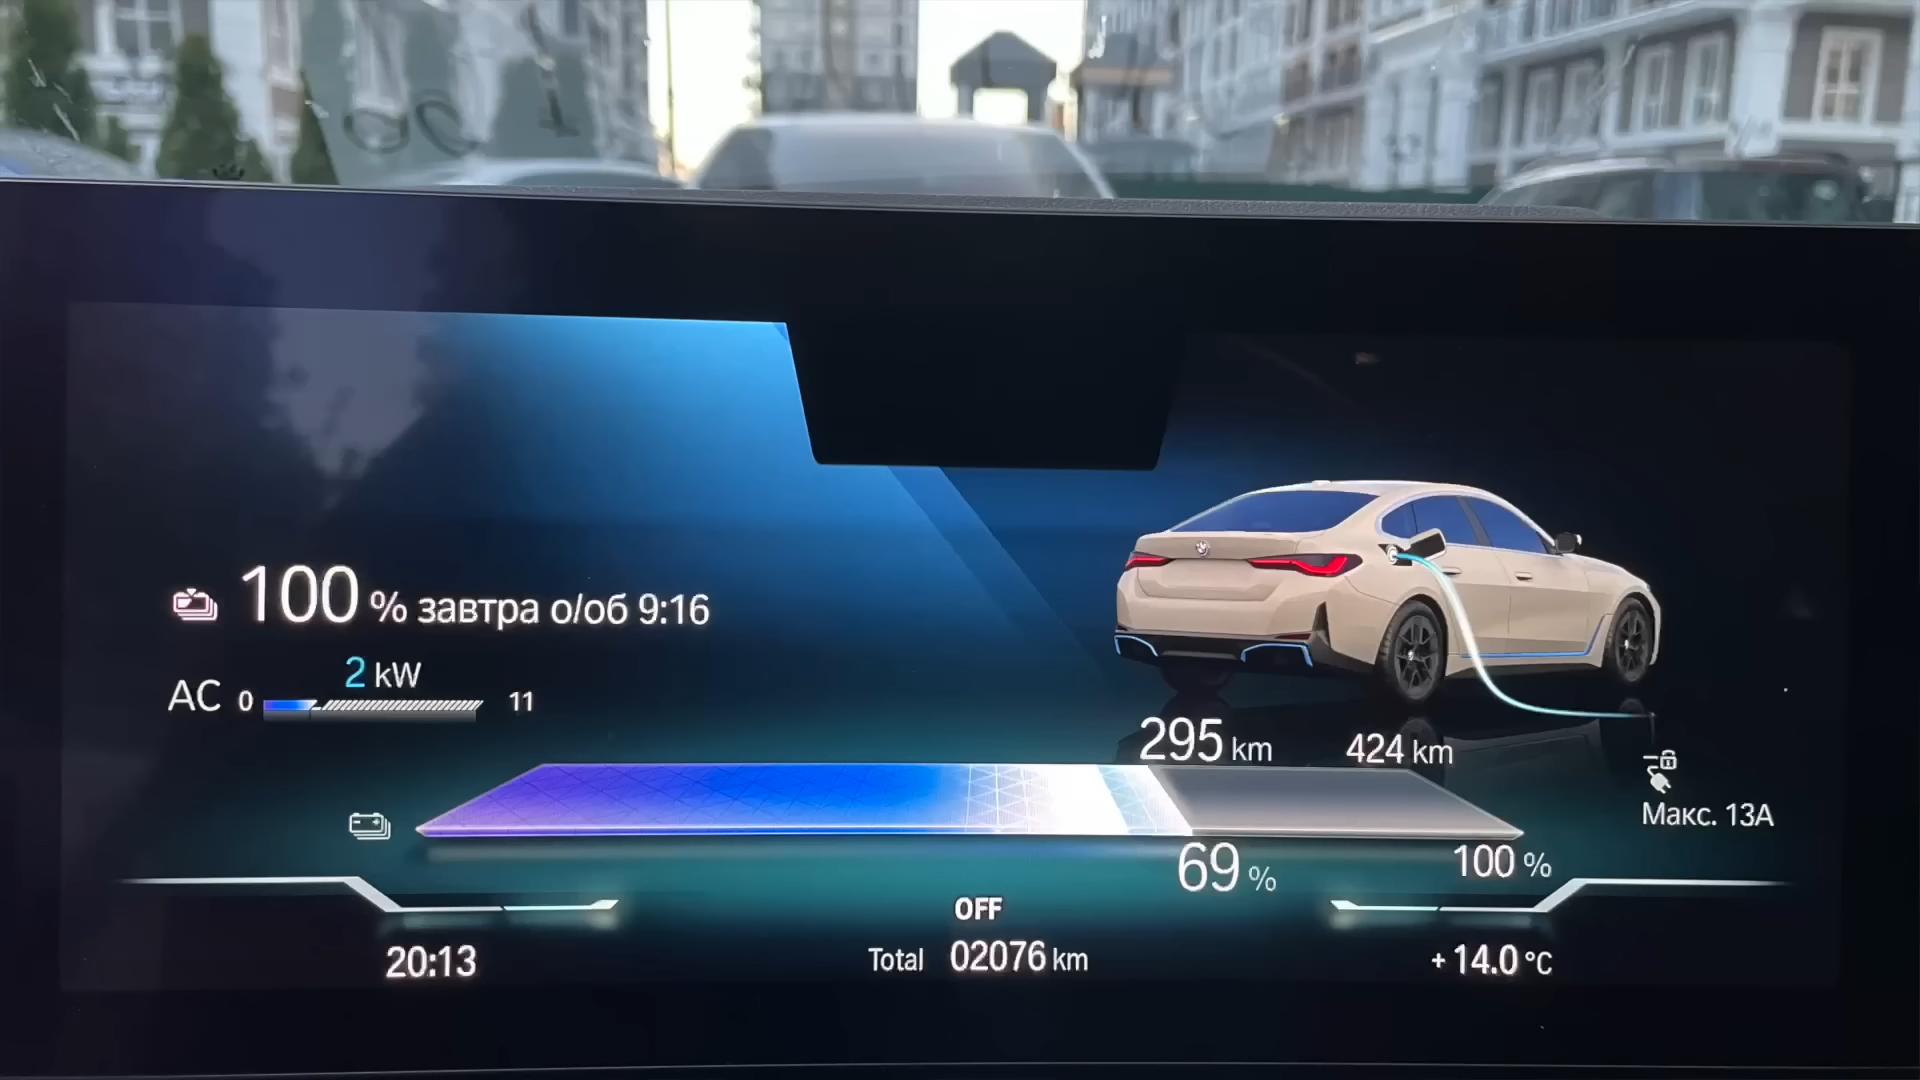 100 % завтра о/об 9:16
2 kW
AC 0 11
295 km 424 km
Макс. 13A
69 % 100 %
OFF
20:13 Total 02076 km +14.0 °C